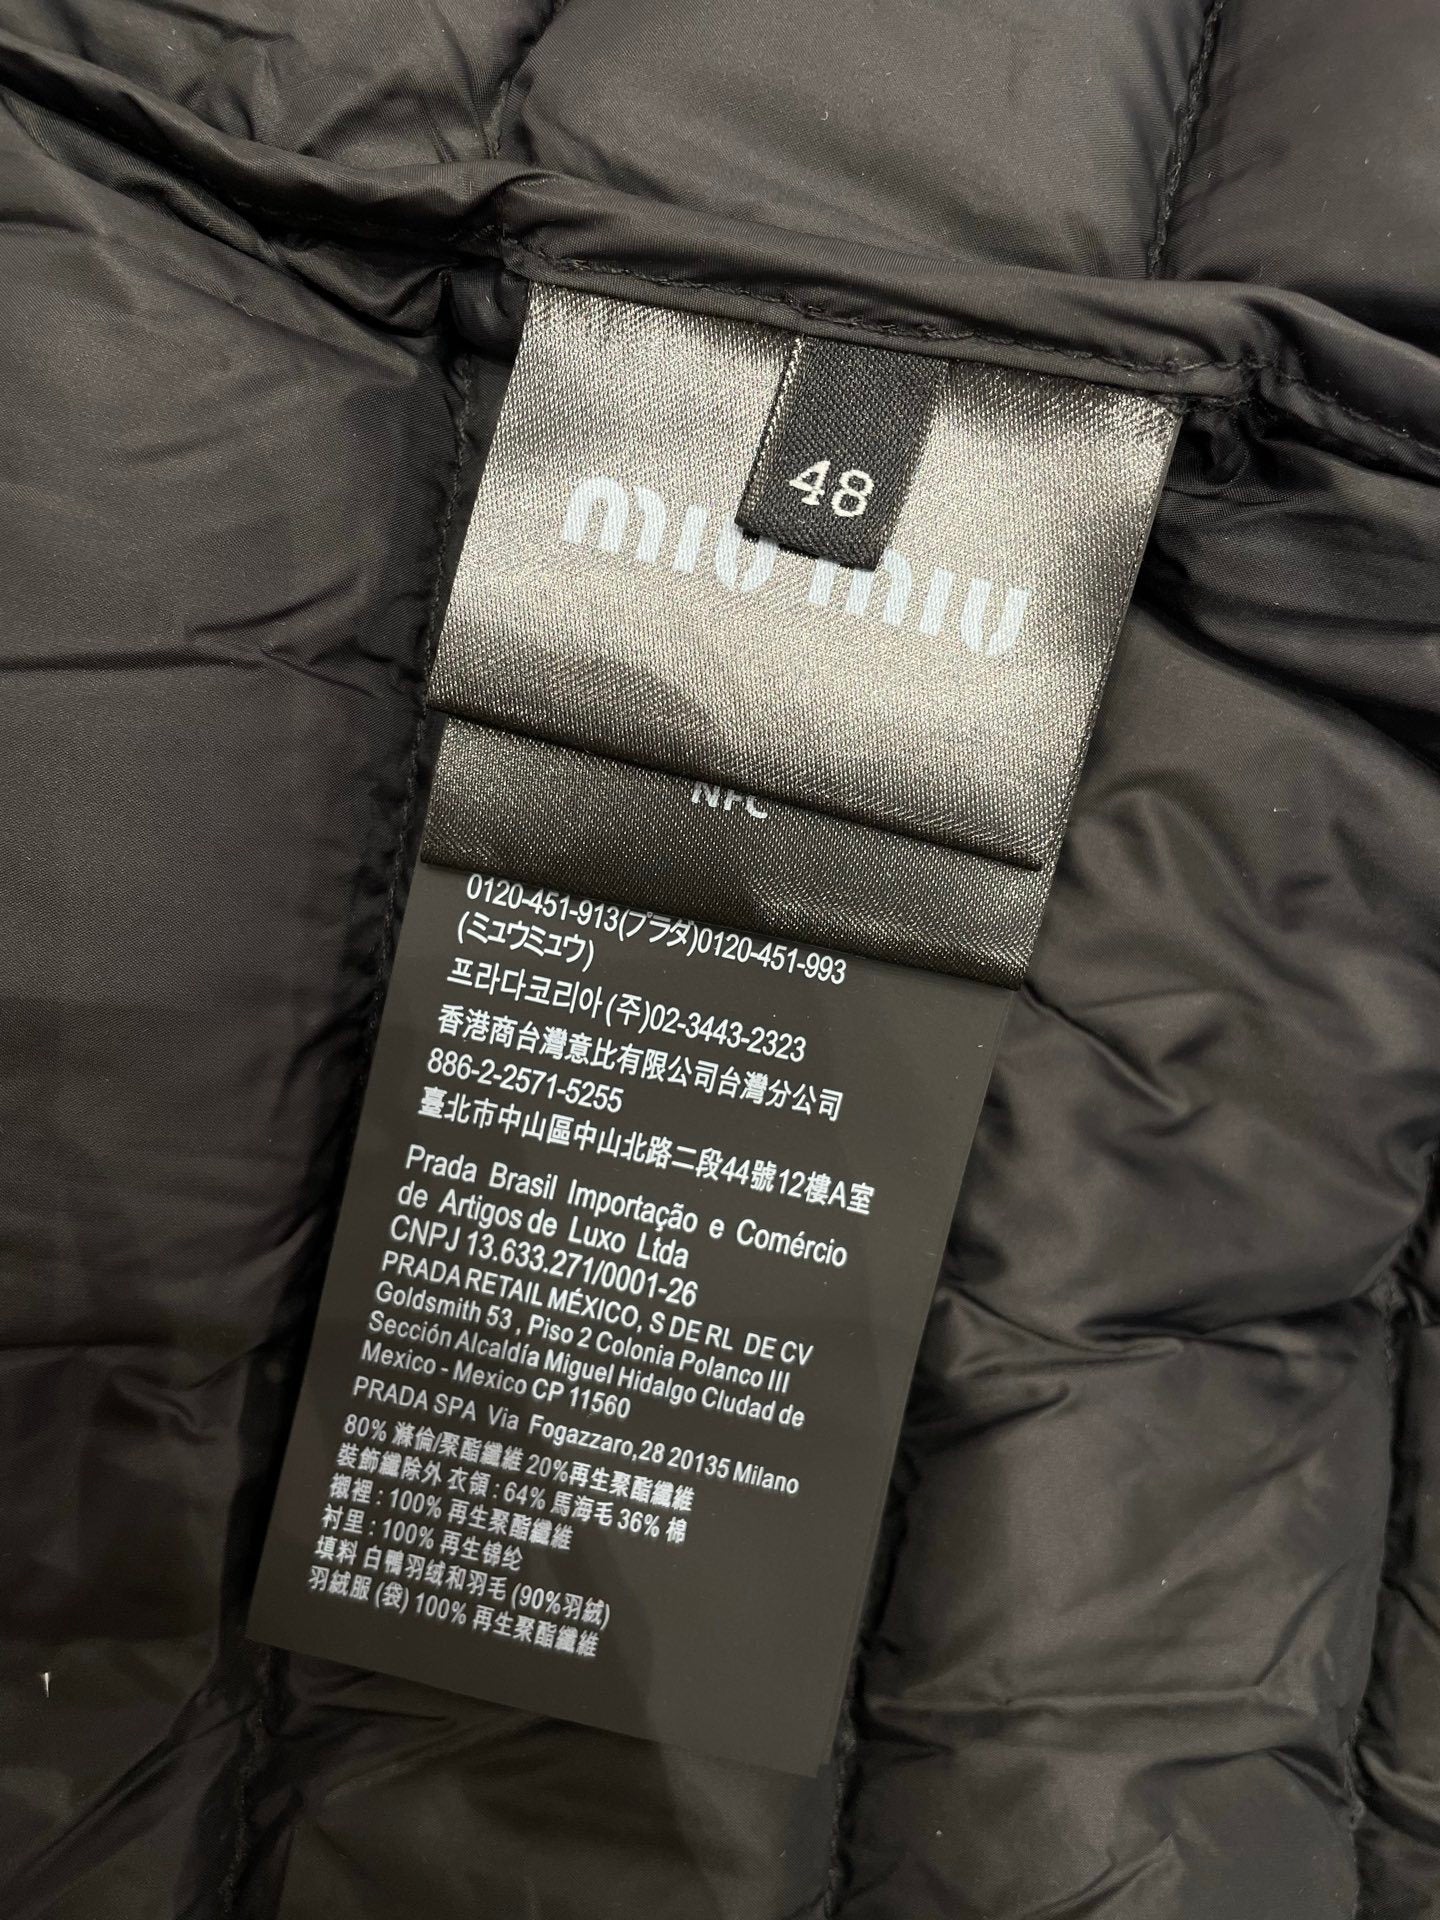 48
miu miu
NFC
0120-451-913(プラダ)0120-451-993
(ミュウミュウ)
프라다코리아(주)02-3443-2323
香港商台灣意比有限公司台灣分公司
886-2-2571-5255
臺北市中山區中山北路二段44號12樓A室
Prada Brasil Importação e Comércio
de Artigos de Luxo Ltda
CNPJ 13.633.271/0001-26
PRADA RETAIL MÉXICO, S DE RL DE CV
Goldsmith 53 , Piso 2 Colonia Polanco III
Sección Alcaldía Miguel Hidalgo Cludad de
Mexico - Mexico CP 11560
PRADA SPA Via Fogazzaro,28 20135 Milano
80% 滌倫/聚酯纖維 20%再生聚酯纖維
裝飾纖除外 衣領 : 64% 馬海毛 36% 棉
襯裡 : 100% 再生聚酯纖維
衬里 : 100% 再生锦纶
填料 白鴨羽绒和羽毛 (90%羽絨)
羽絨服 (袋) 100% 再生聚酯纖維